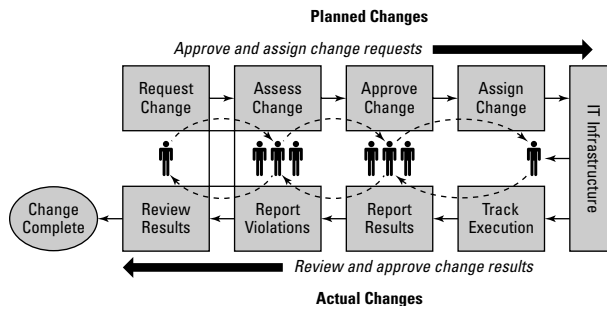 Planned Changes
Approve and assign change requests
Request
Change
Assess
Change
Approve
Change
Assign
Change
IT Infrastructure
Change
Complete
Review
Results
Report
Violations
Report
Results
Track
Execution
Review and approve change results
Actual Changes